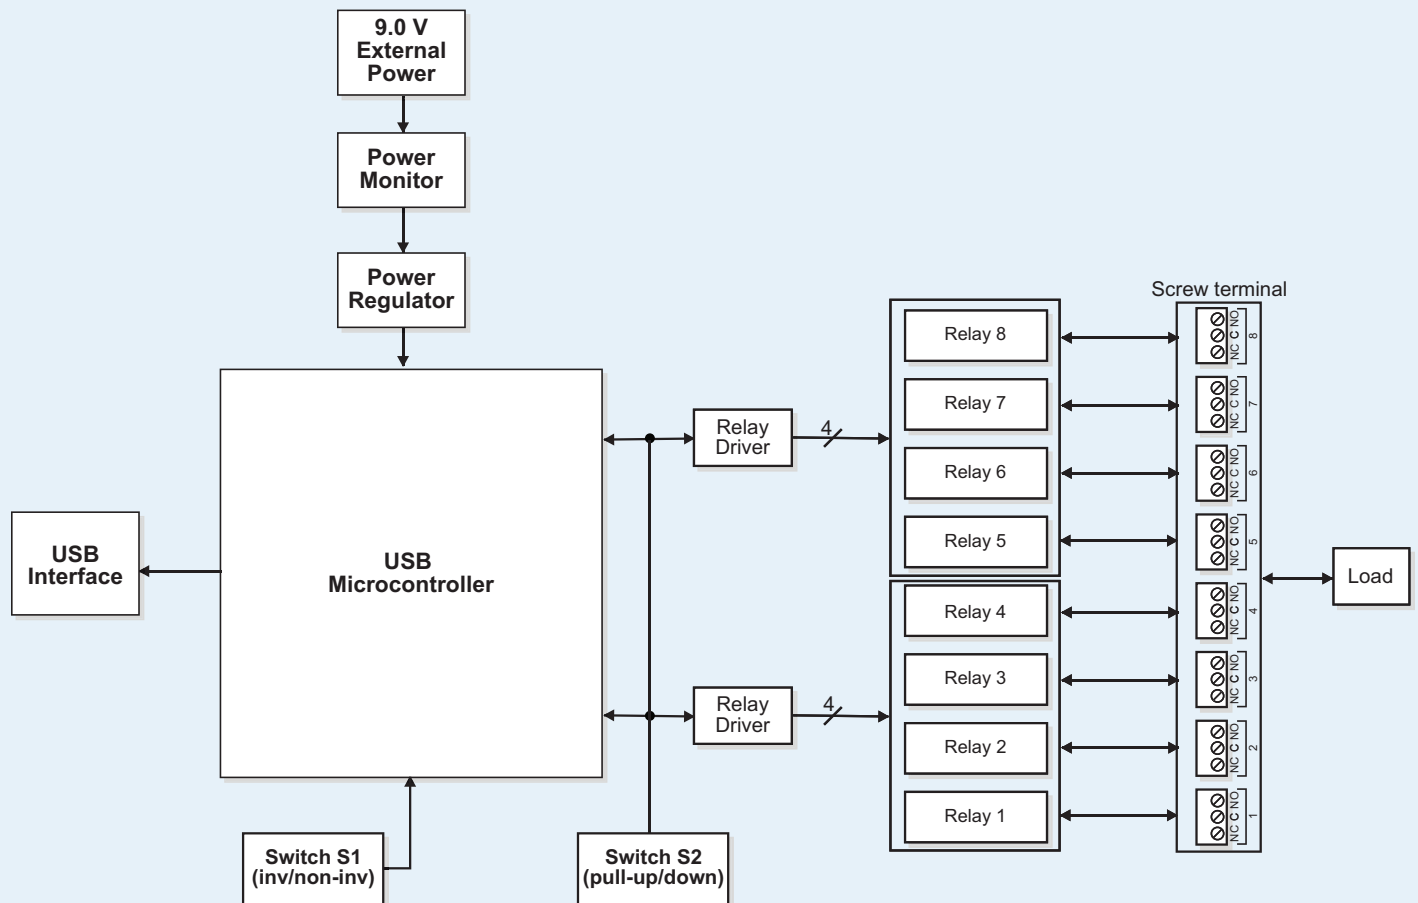 9.0 V
External
Power
Power
Monitor
Power
Regulator
Screw terminal
Relay 8
NC C NO
8
Relay 7
NC C NO
7
Relay
Driver
4
Relay 6
NC C NO
6
USB
Interface
USB
Microcontroller
Relay 5
NC C NO
5
Load
Relay 4
NC C NO
4
Relay 3
NC C NO
3
Relay
Driver
4
Relay 2
NC C NO
2
Relay 1
NC C NO
1
Switch S1
(inv/non-inv)
Switch S2
(pull-up/down)